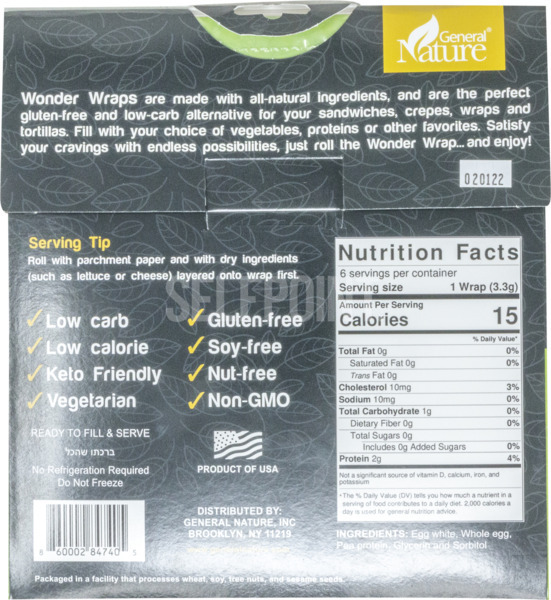 General
Nature
Wonder Wraps are made with all-natural ingredients, and are the perfect
gluten-free and low-carb alternative for your sandwiches, crepes, wraps and
tortillas. Fill with your choice of vegetables, proteins or other favorites. Satisfy
your cravings with endless possibilities, just roll the Wonder Wrap... and enjoy!
020122
Serving Tip
Roll with parchment paper and with dry ingredients
(such as lettuce or cheese) layered onto wrap first.
✓ Low carb
✓ Low calorie
✓ Keto Friendly
✓ Vegetarian
✓ Gluten-free
✓ Soy-free
✓ Nut-free
✓ Non-GMO
READY TO FILL & SERVE
ברכתו שהכל
No Refrigeration Required
Do Not Freeze
PRODUCT OF USA
8 60002 84740 5
DISTRIBUTED BY:
GENERAL NATURE, INC
BROOKLYN, NY 11219
Packaged in a facility that processes wheat, soy, tree nuts, and sesame seeds.
Nutrition Facts
6 servings per container
Serving size 1 Wrap (3.3g)
Amount Per Serving
Calories 15
% Daily Value*
Total Fat 0g 0%
Saturated Fat 0g 0%
Trans Fat 0g
Cholesterol 10mg 3%
Sodium 10mg 0%
Total Carbohydrate 1g 0%
Dietary Fiber 0g 0%
Total Sugars 0g
Includes 0g Added Sugars 0%
Protein 2g 4%
Not a significant source of vitamin D, calcium, iron, and
potassium
*The % Daily Value (DV) tells you how much a nutrient in a
serving of food contributes to a daily diet. 2,000 calories a
day is used for general nutrition advice.
INGREDIENTS: Egg white, Whole egg,
Pea protein, Glycerin and Sorbitol